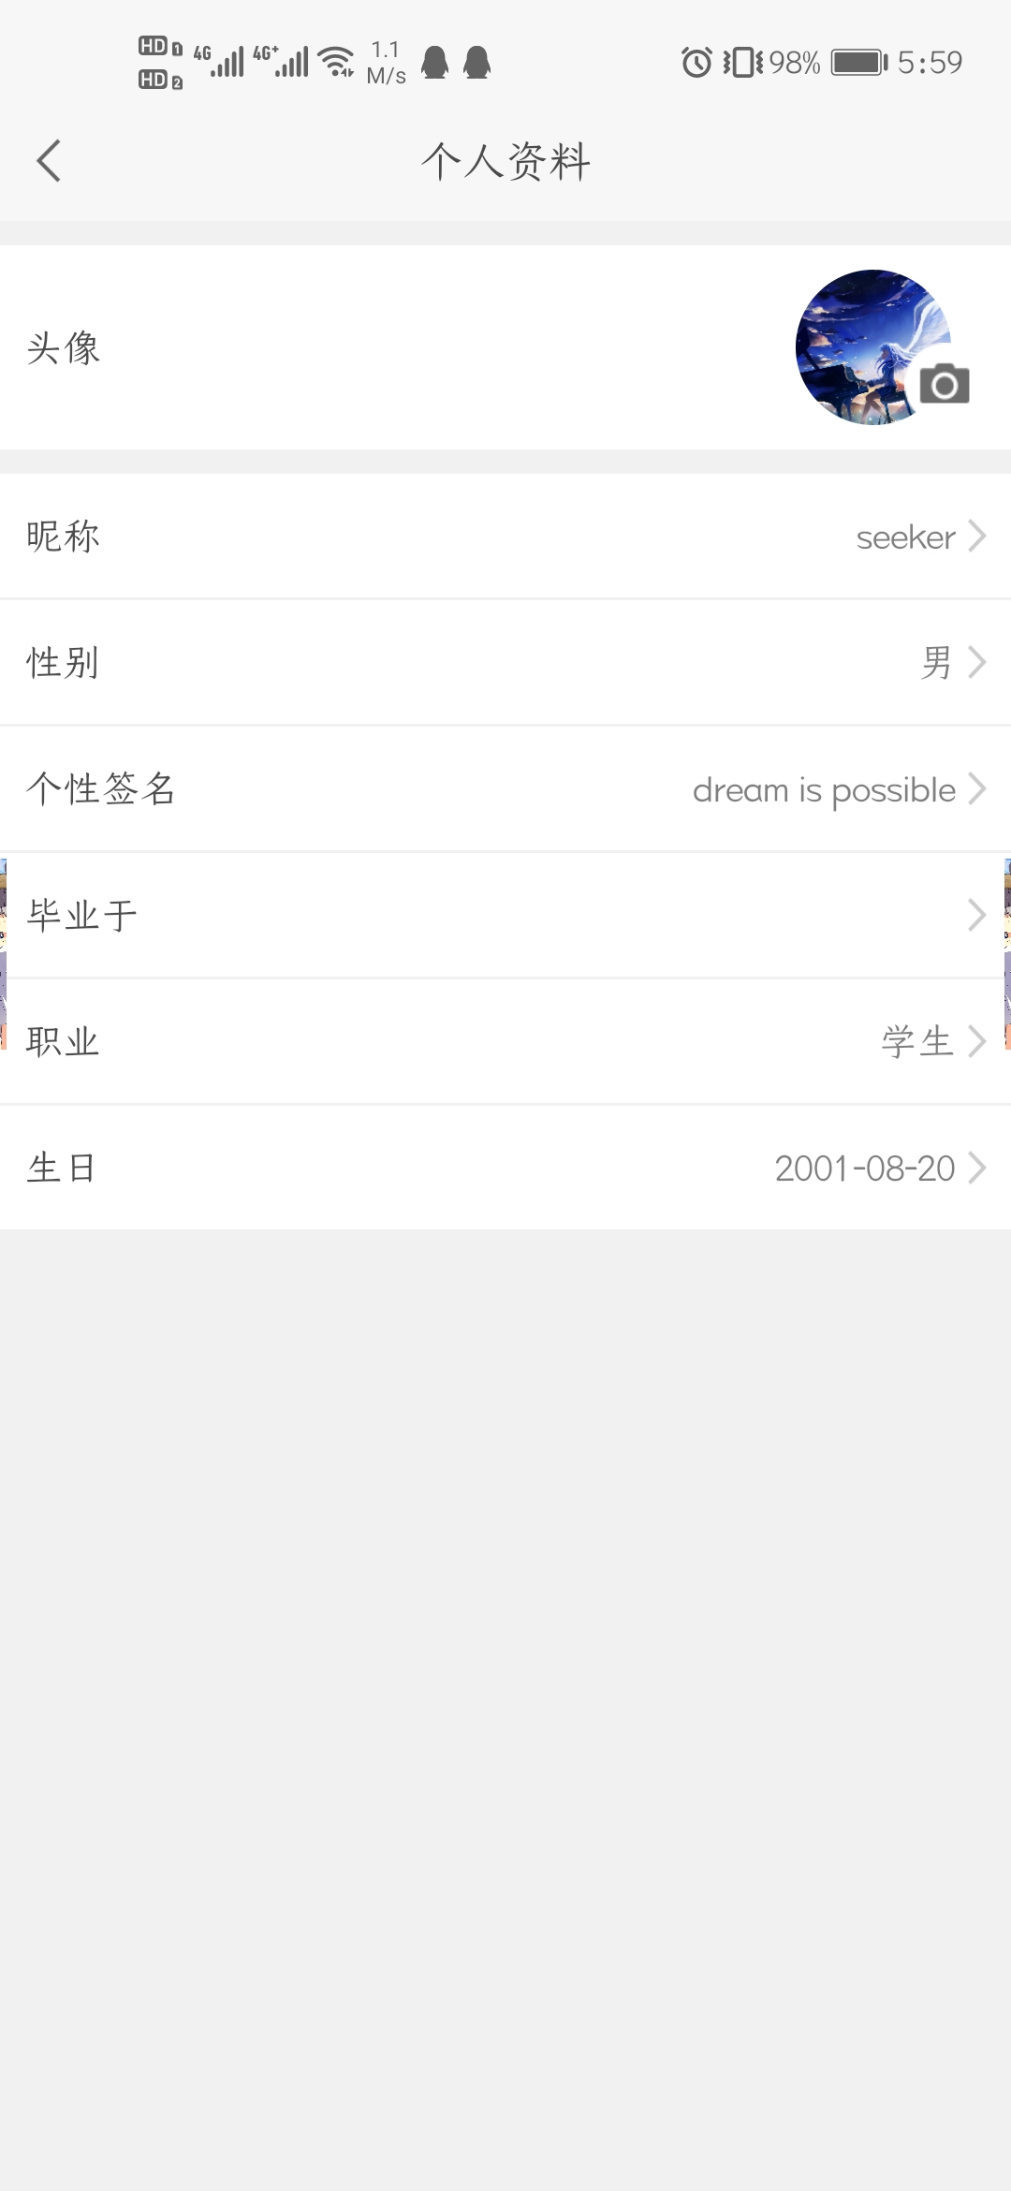 HD 1 4G 4G+ 1.1 98% 5:59
HD 2 M/s
个人资料
头像
昵称 seeker
性别 男
个性签名 dream is possible
毕业于
职业 学生
生日 2001-08-20